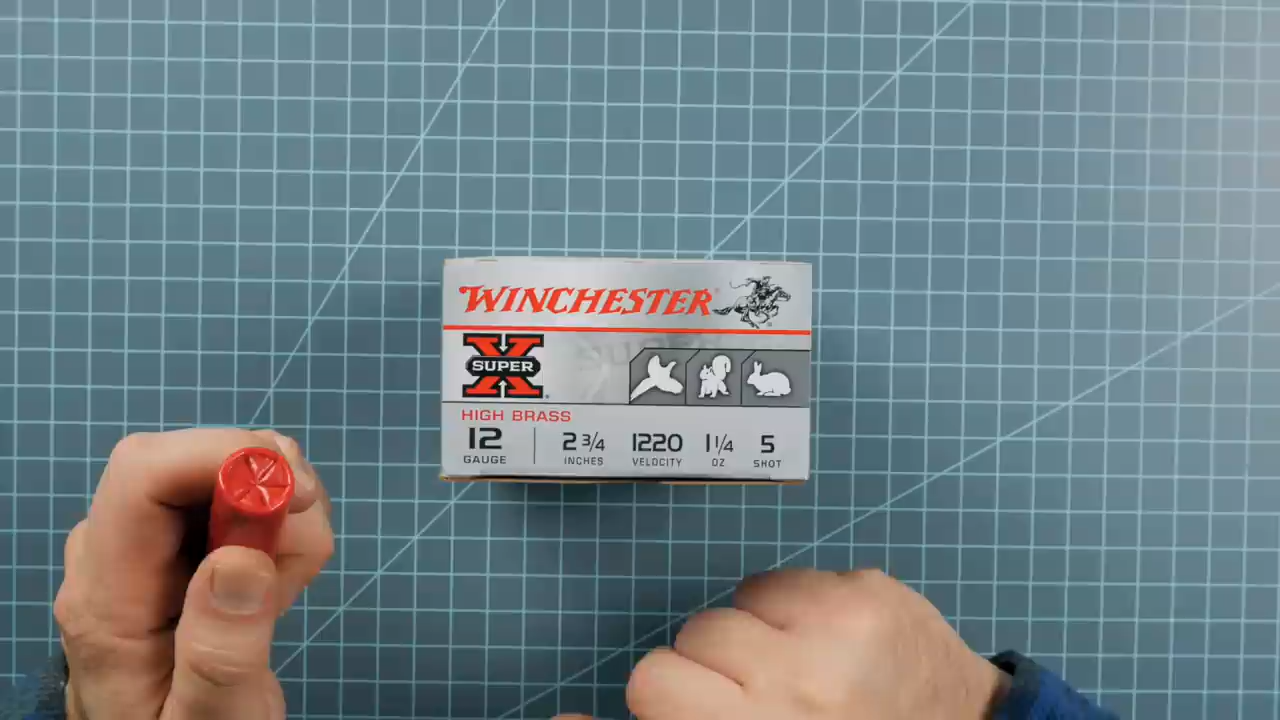 WINCHESTER
SUPER X
HIGH BRASS
12 2 3/4 1220 1 1/4 5
GAUGE INCHES VELOCITY OZ SHOT